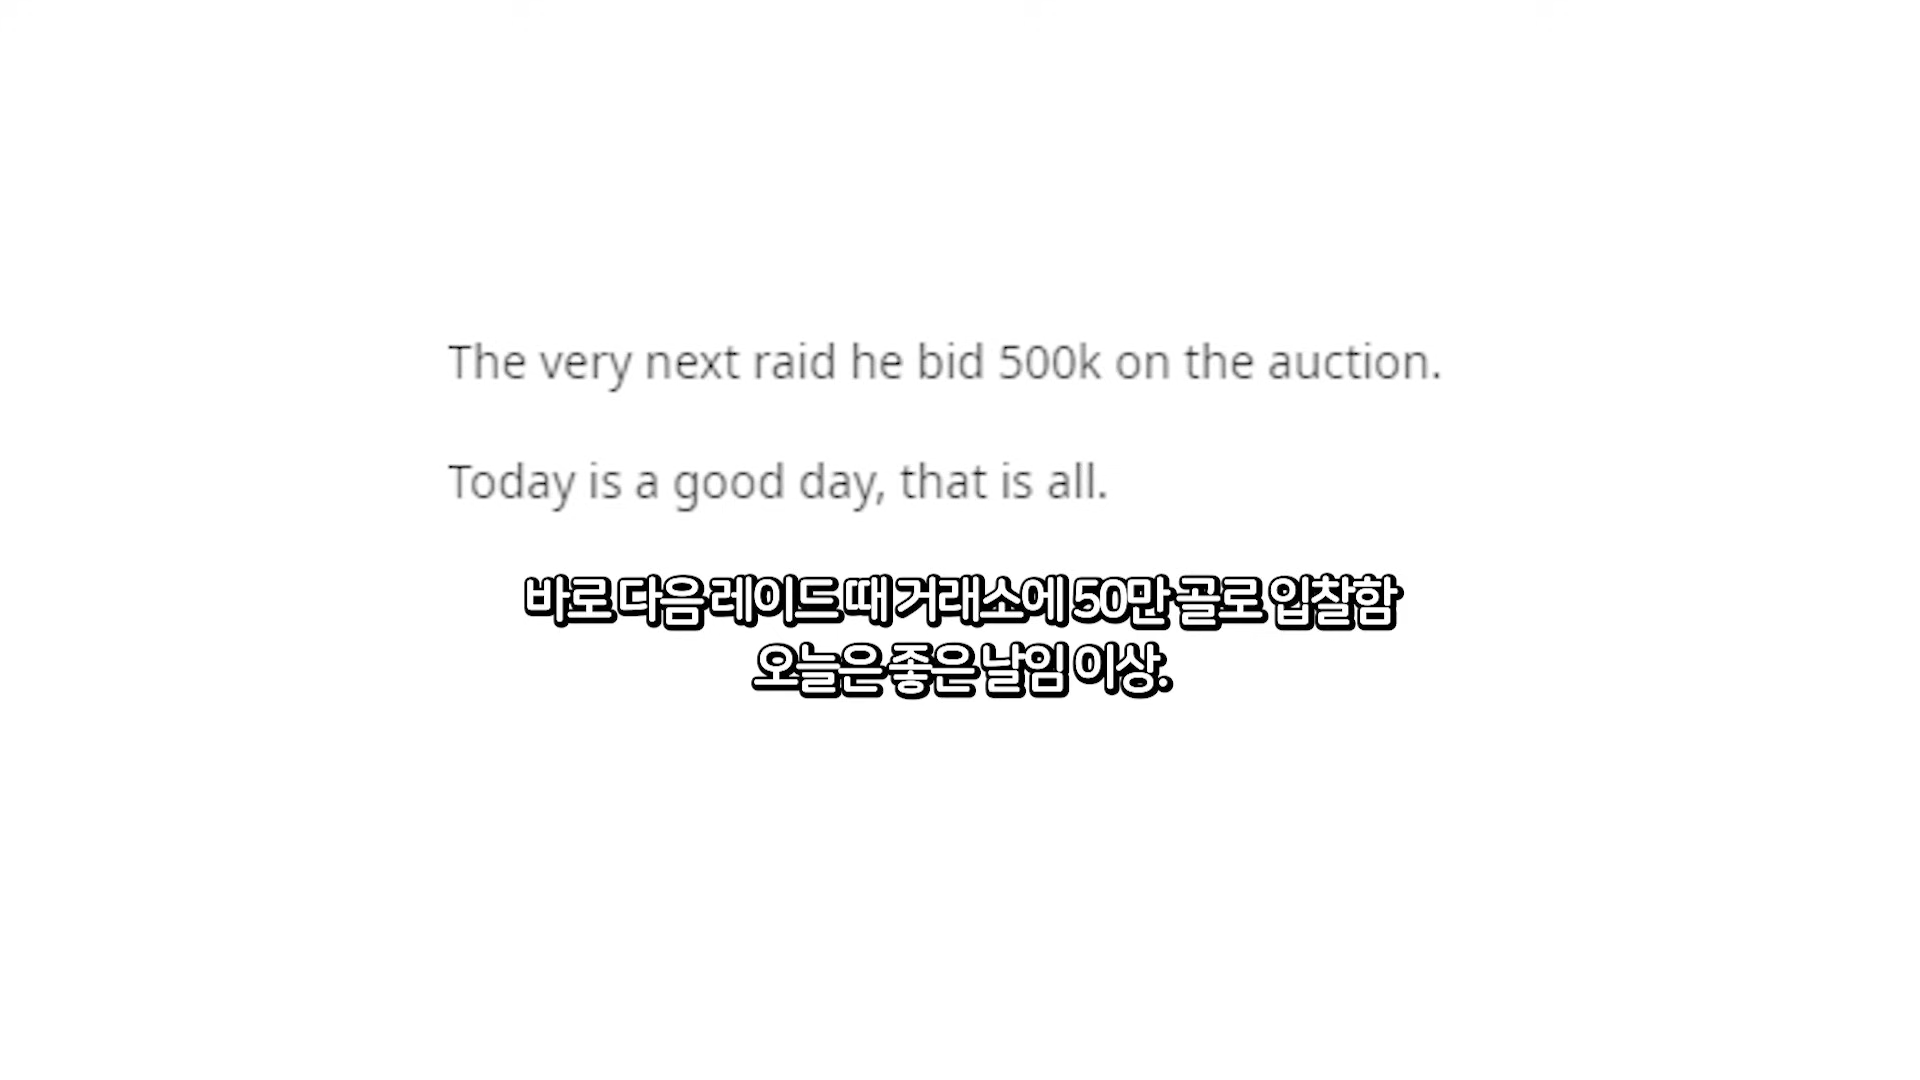 The very next raid he bid 500k on the auction.
Today is a good day, that is all.
바로 다음 레이드 때 거래소에 50만 골로 입찰함
오늘은 좋은 날임 이상.